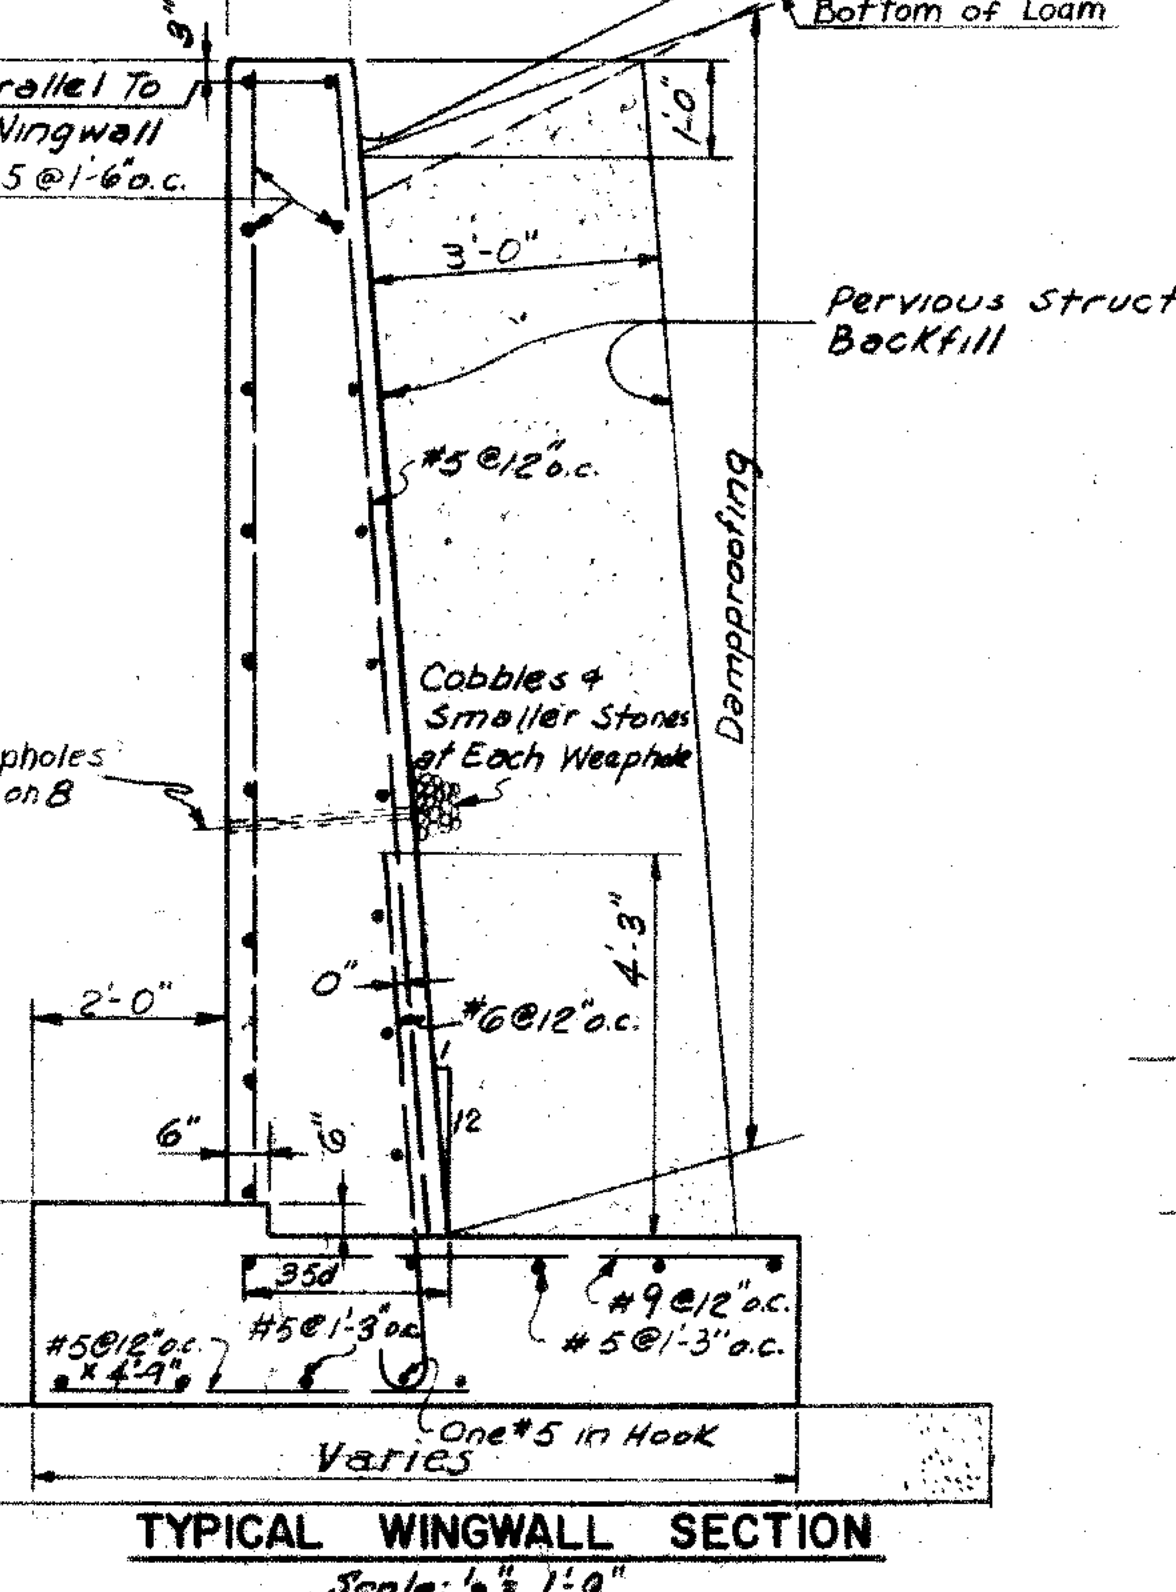 Bottom of Loam
3"
rallel To
Wingwall
5 @ 1'-6" o.c.
1'-0"
3'-0"
Pervious Struct
Backfill
#5 @ 12" o.c.
Dampproofing
Cobbles &
Smaller Stones
at Each Weephole
pholes
on 8
4'-3"
0"
2'-0"
#6 @ 12" o.c.
1
12
6"
6"
35d
#9 @ 12" o.c.
#5 @ 1'-3" o.c.
#5 @ 1'-3" o.c.
#5 @ 12" o.c.
x 4'-9"
One #5 in Hook
Varies
TYPICAL WINGWALL SECTION
Scale: